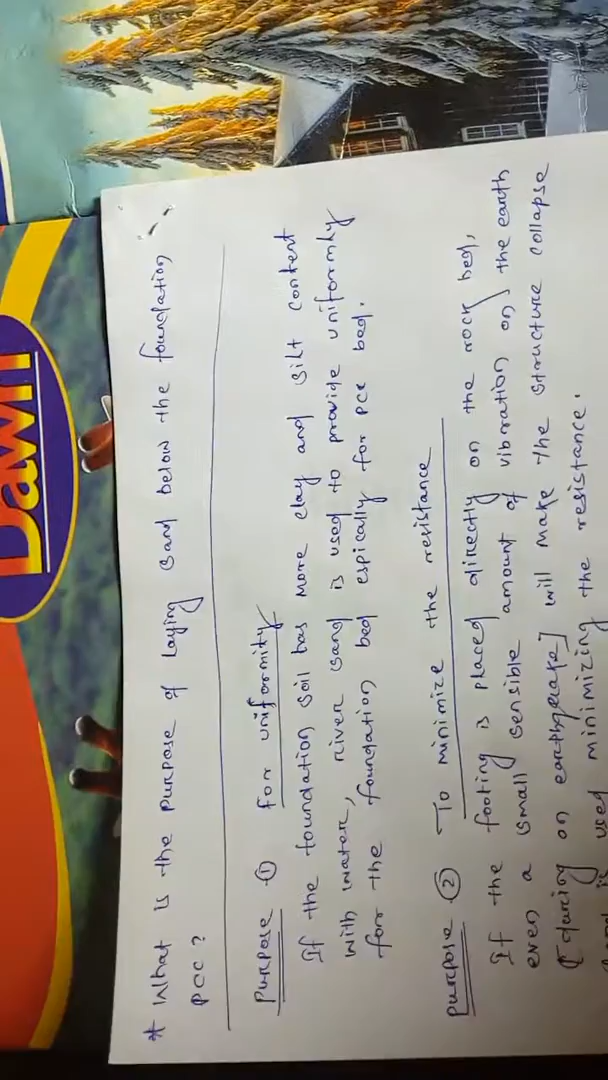 Dawn
* What is the purpose of laying sand below the foundation
PCC ?
Purpose ① For uniformity
If the foundation soil has more clay and silt content
with water, river sand is used to provide uniformly
for the foundation bed espically for PCC bed.
Purpose ② To minimize the resistance
If the footing is placed directly on the rock bed,
even a small sensible amount of vibration on the earth
[during on earthquake] will make the structure collapse
is used minimizing the resistance.